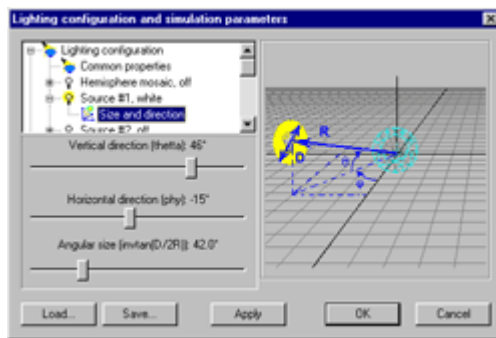 Lighting configuration and simulation parameters
Lighting configuration
Common properties
Hemisphere mosaic, off
Source #1, white
Size and direction
Source #2, off
Vertical direction (thetta): 46°
Horizontal direction (phy): -15°
Angular size (invtan(D/2R)): 42.0°
R
D
θ
φ
Load...
Save...
Apply
OK
Cancel